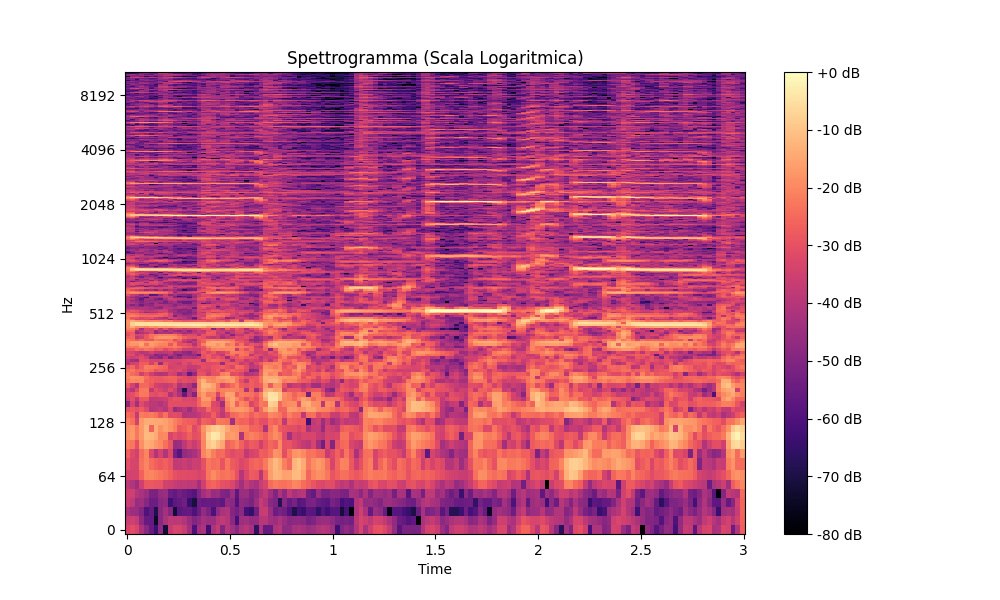 Spettrogramma (Scala Logaritmica)
8192
4096
2048
1024
512
256
128
64
0
Hz
0
0.5
1
1.5
2
2.5
3
Time
+0 dB
-10 dB
-20 dB
-30 dB
-40 dB
-50 dB
-60 dB
-70 dB
-80 dB